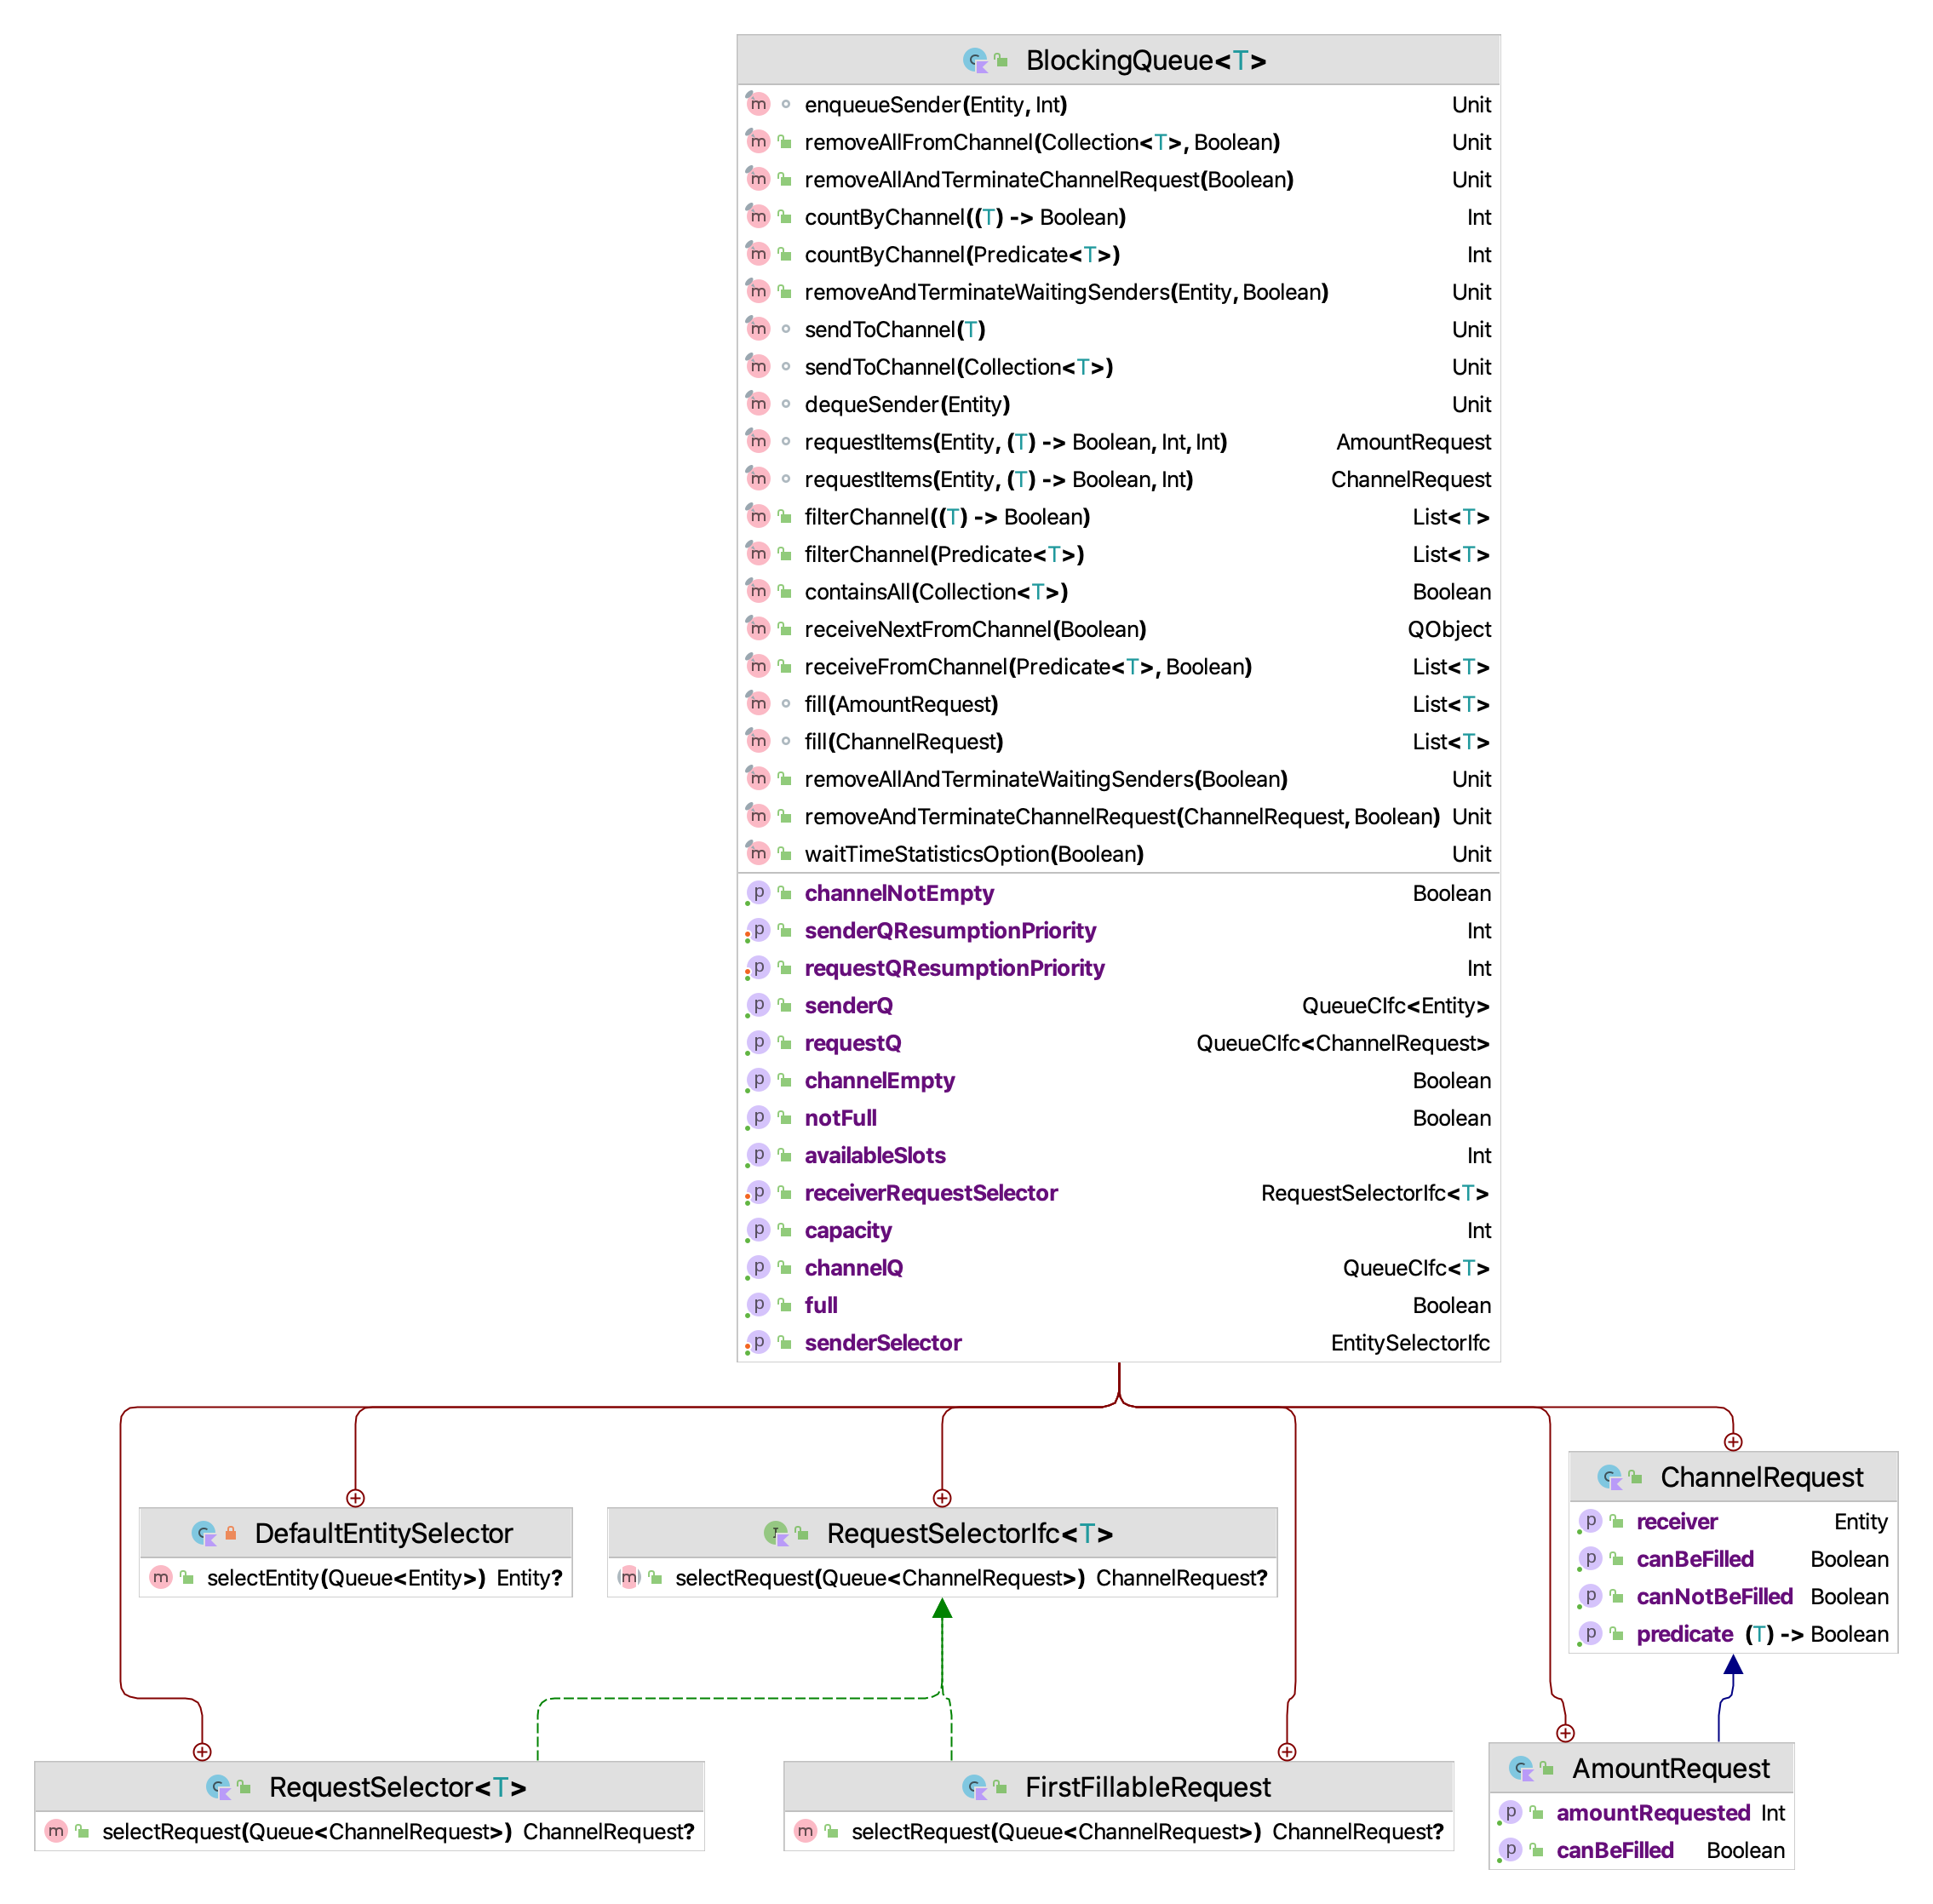 BlockingQueue<T>
enqueueSender(Entity, Int) Unit
removeAllFromChannel(Collection<T>, Boolean) Unit
removeAllAndTerminateChannelRequest(Boolean) Unit
countByChannel((T) -> Boolean) Int
countByChannel(Predicate<T>) Int
removeAndTerminateWaitingSenders(Entity, Boolean) Unit
sendToChannel(T) Unit
sendToChannel(Collection<T>) Unit
dequeSender(Entity) Unit
requestItems(Entity, (T) -> Boolean, Int, Int) AmountRequest
requestItems(Entity, (T) -> Boolean, Int) ChannelRequest
filterChannel((T) -> Boolean) List<T>
filterChannel(Predicate<T>) List<T>
containsAll(Collection<T>) Boolean
receiveNextFromChannel(Boolean) QObject
receiveFromChannel(Predicate<T>, Boolean) List<T>
fill(AmountRequest) List<T>
fill(ChannelRequest) List<T>
removeAllAndTerminateWaitingSenders(Boolean) Unit
removeAndTerminateChannelRequest(ChannelRequest, Boolean) Unit
waitTimeStatisticsOption(Boolean) Unit
channelNotEmpty Boolean
senderQResumptionPriority Int
requestQResumptionPriority Int
senderQ QueueCIfc<Entity>
requestQ QueueCIfc<ChannelRequest>
channelEmpty Boolean
notFull Boolean
availableSlots Int
receiverRequestSelector RequestSelectorIfc<T>
capacity Int
channelQ QueueCIfc<T>
full Boolean
senderSelector EntitySelectorIfc
DefaultEntitySelector
selectEntity(Queue<Entity>) Entity?
RequestSelectorIfc<T>
selectRequest(Queue<ChannelRequest>) ChannelRequest?
ChannelRequest
receiver Entity
canBeFilled Boolean
canNotBeFilled Boolean
predicate (T) -> Boolean
RequestSelector<T>
selectRequest(Queue<ChannelRequest>) ChannelRequest?
FirstFillableRequest
selectRequest(Queue<ChannelRequest>) ChannelRequest?
AmountRequest
amountRequested Int
canBeFilled Boolean